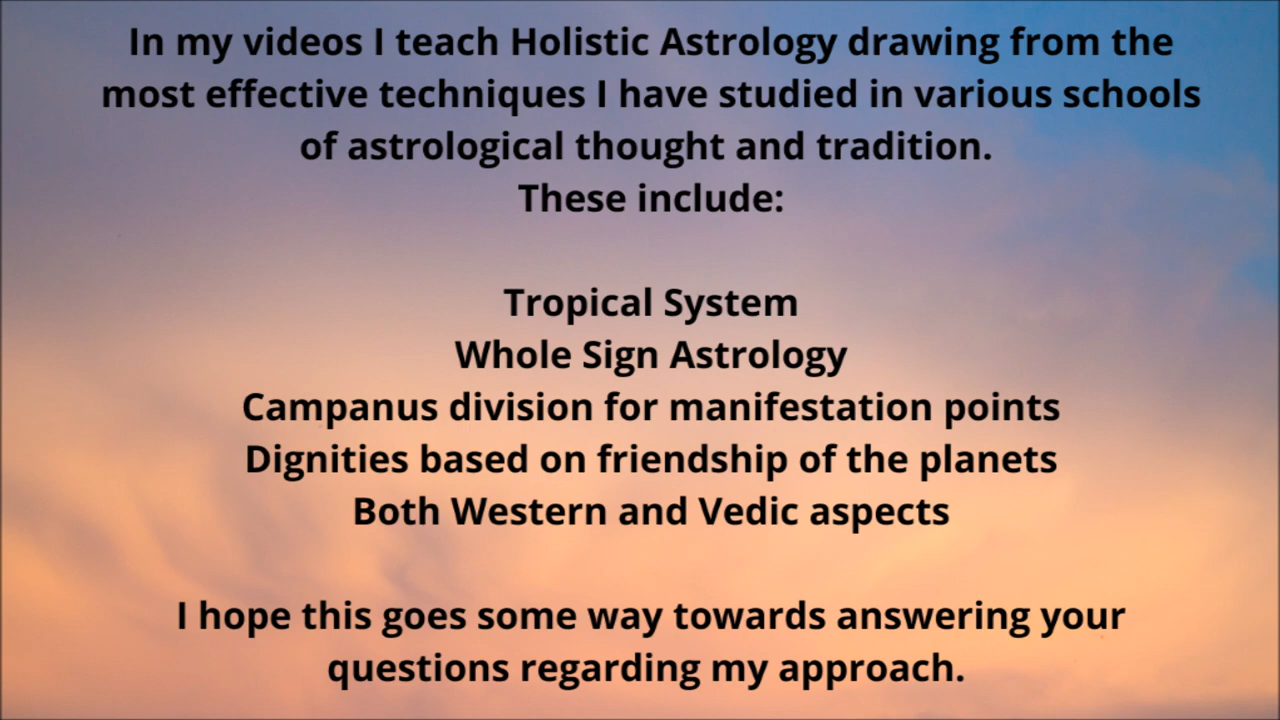 In my videos I teach Holistic Astrology drawing from the
most effective techniques I have studied in various schools
of astrological thought and tradition.
These include:
Tropical System
Whole Sign Astrology
Campanus division for manifestation points
Dignities based on friendship of the planets
Both Western and Vedic aspects
I hope this goes some way towards answering your
questions regarding my approach.